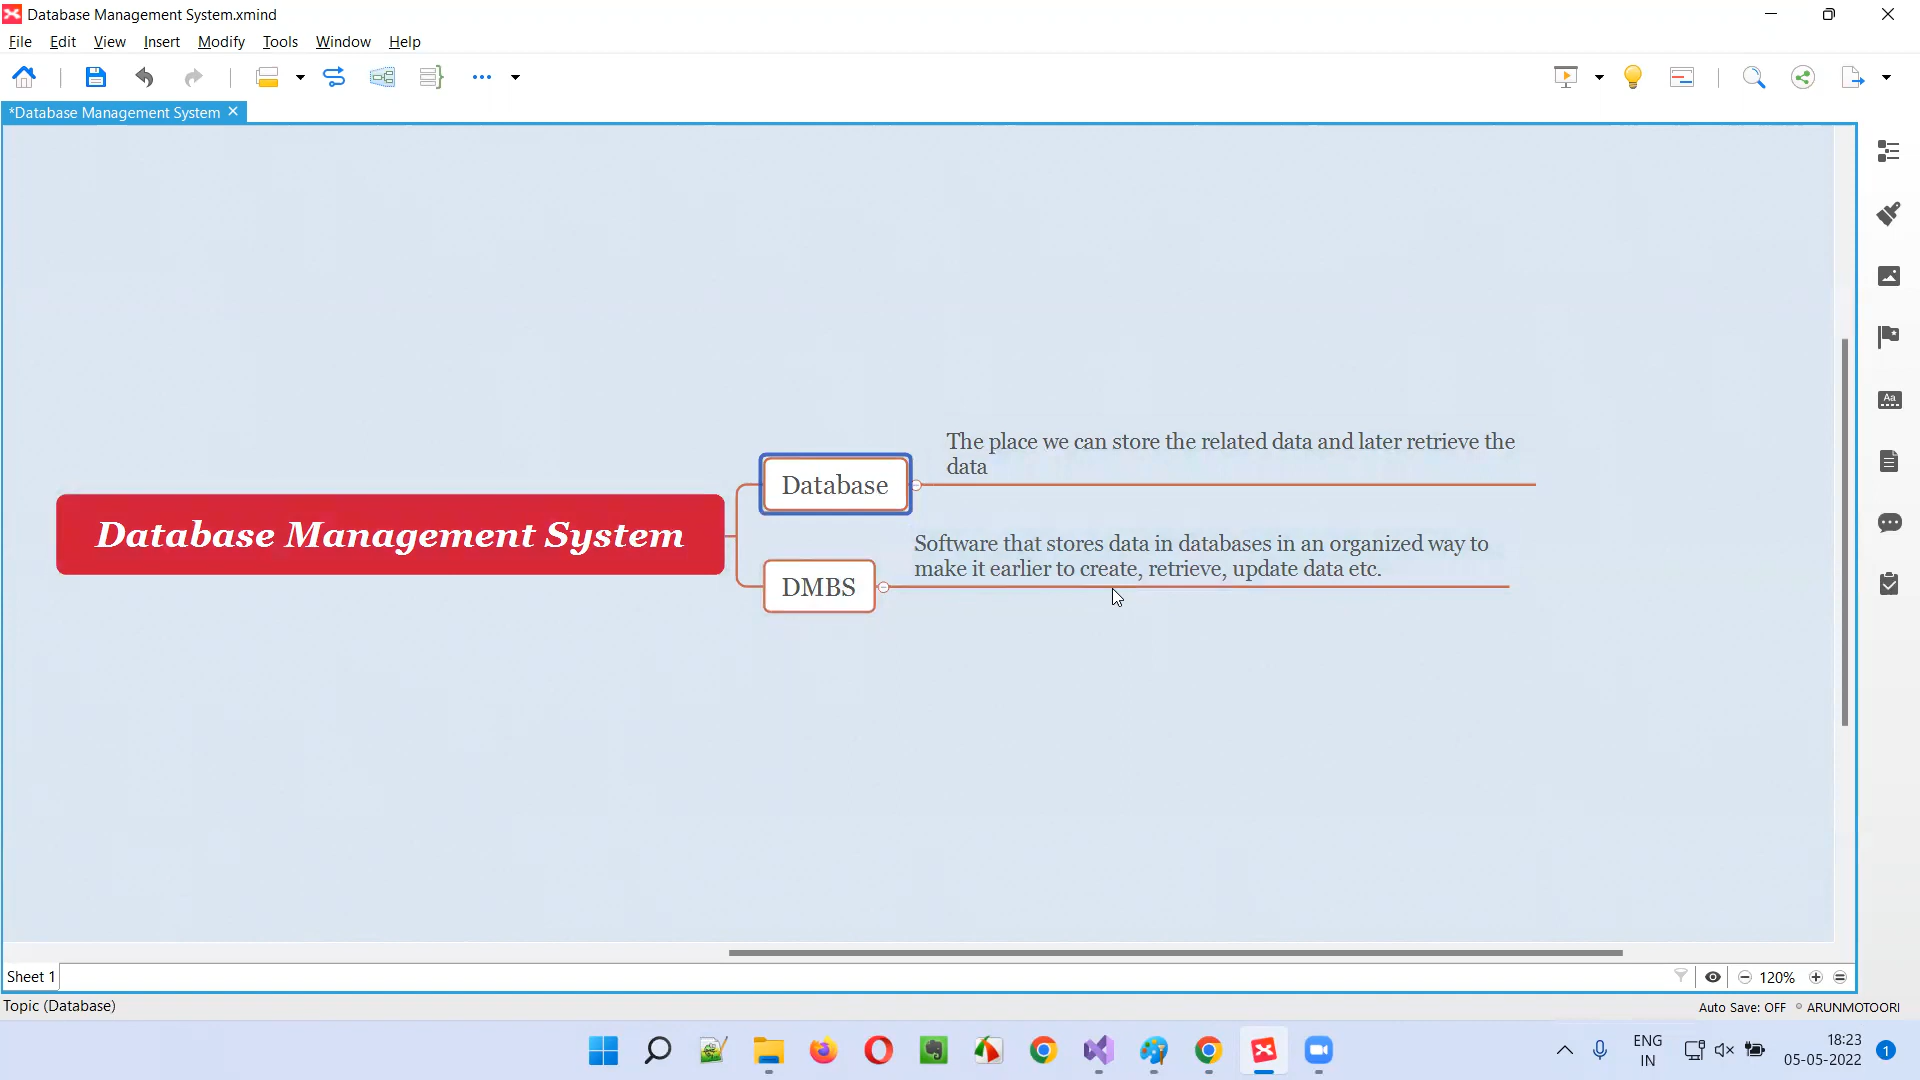 Database Management System.xmind
File Edit View Insert Modify Tools Window Help
*Database Management System
The place we can store the related data and later retrieve the
data
Database
Database Management System
Software that stores data in databases in an organized way to
make it earlier to create, retrieve, update data etc.
DMBS
Aa
Sheet 1
120%
Topic (Database)
Auto Save: OFF ARUNMOTOORI
ENG
IN
18:23
05-05-2022
1